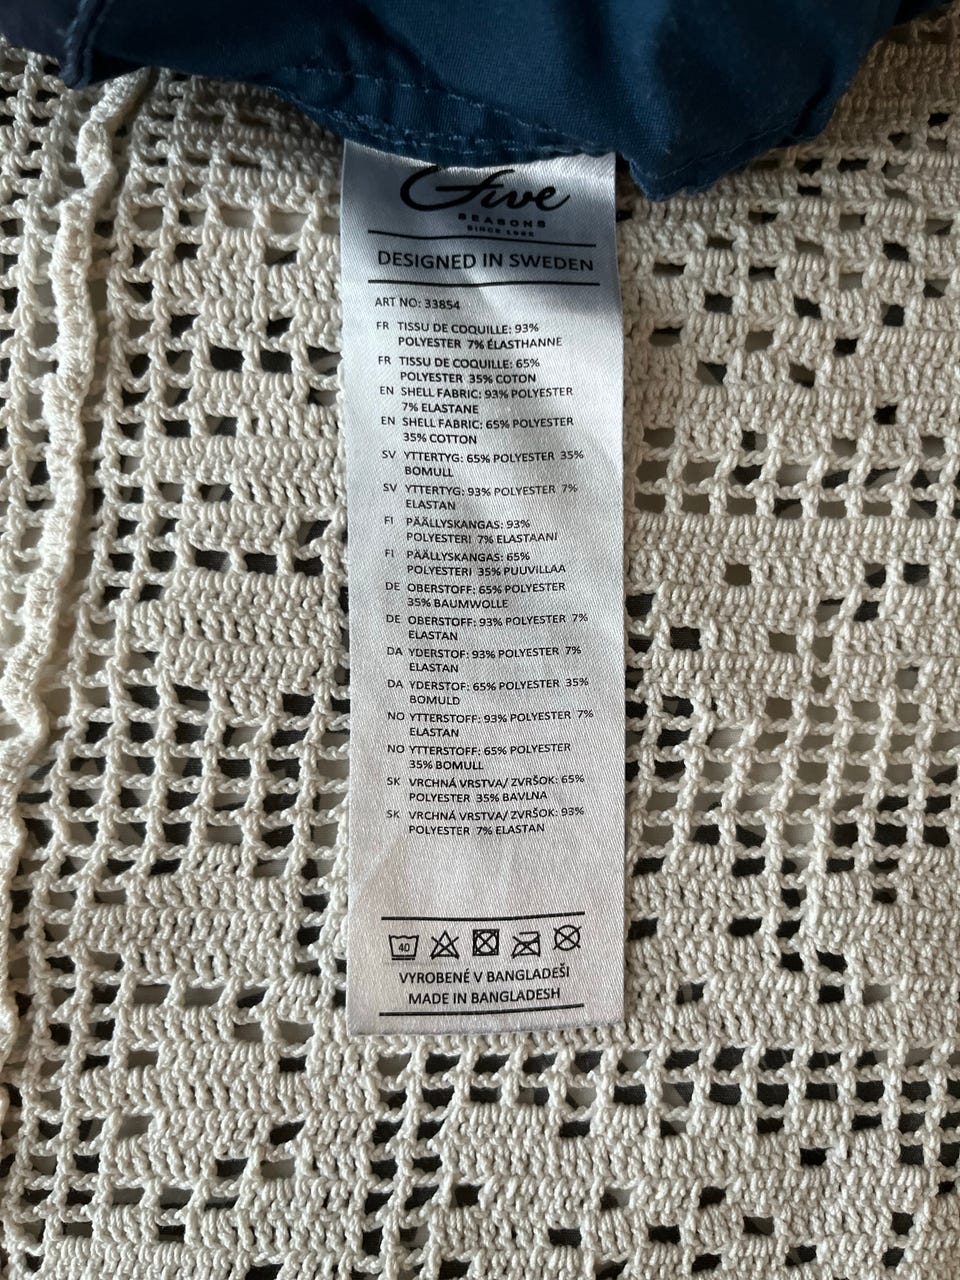 Five
SEASONS
SINCE
DESIGNED IN SWEDEN
ART NO: 33854
FR TISSU DE COQUILLE: 93%
POLYESTER 7% ÉLASTHANNE
FR TISSU DE COQUILLE: 65%
POLYESTER 35% COTON
EN SHELL FABRIC: 93% POLYESTER
7% ELASTANE
EN SHELL FABRIC: 65% POLYESTER
35% COTTON
SV YTTERTYG: 65% POLYESTER 35%
BOMULL
SV YTTERTYG: 93% POLYESTER 7%
ELASTAN
FI PÄÄLLYSKANGAS: 93%
POLYESTERI 7% ELASTAANI
FI PÄÄLLYSKANGAS: 65%
POLYESTERI 35% PUUVILLAA
DE OBERSTOFF: 65% POLYESTER
35% BAUMWOLLE
DE OBERSTOFF: 93% POLYESTER 7%
ELASTAN
DA YDERSTOF: 93% POLYESTER 7%
ELASTAN
DA YDERSTOF: 65% POLYESTER 35%
BOMULD
NO YTTERSTOFF: 93% POLYESTER 7%
ELASTAN
NO YTTERSTOFF: 65% POLYESTER
35% BOMULL
SK VRCHNÁ VRSTVA/ ZVRŠOK: 65%
POLYESTER 35% BAVLNA
SK VRCHNÁ VRSTVA/ ZVRŠOK: 93%
POLYESTER 7% ELASTAN
40
VYROBENÉ V BANGLADEŠI
MADE IN BANGLADESH